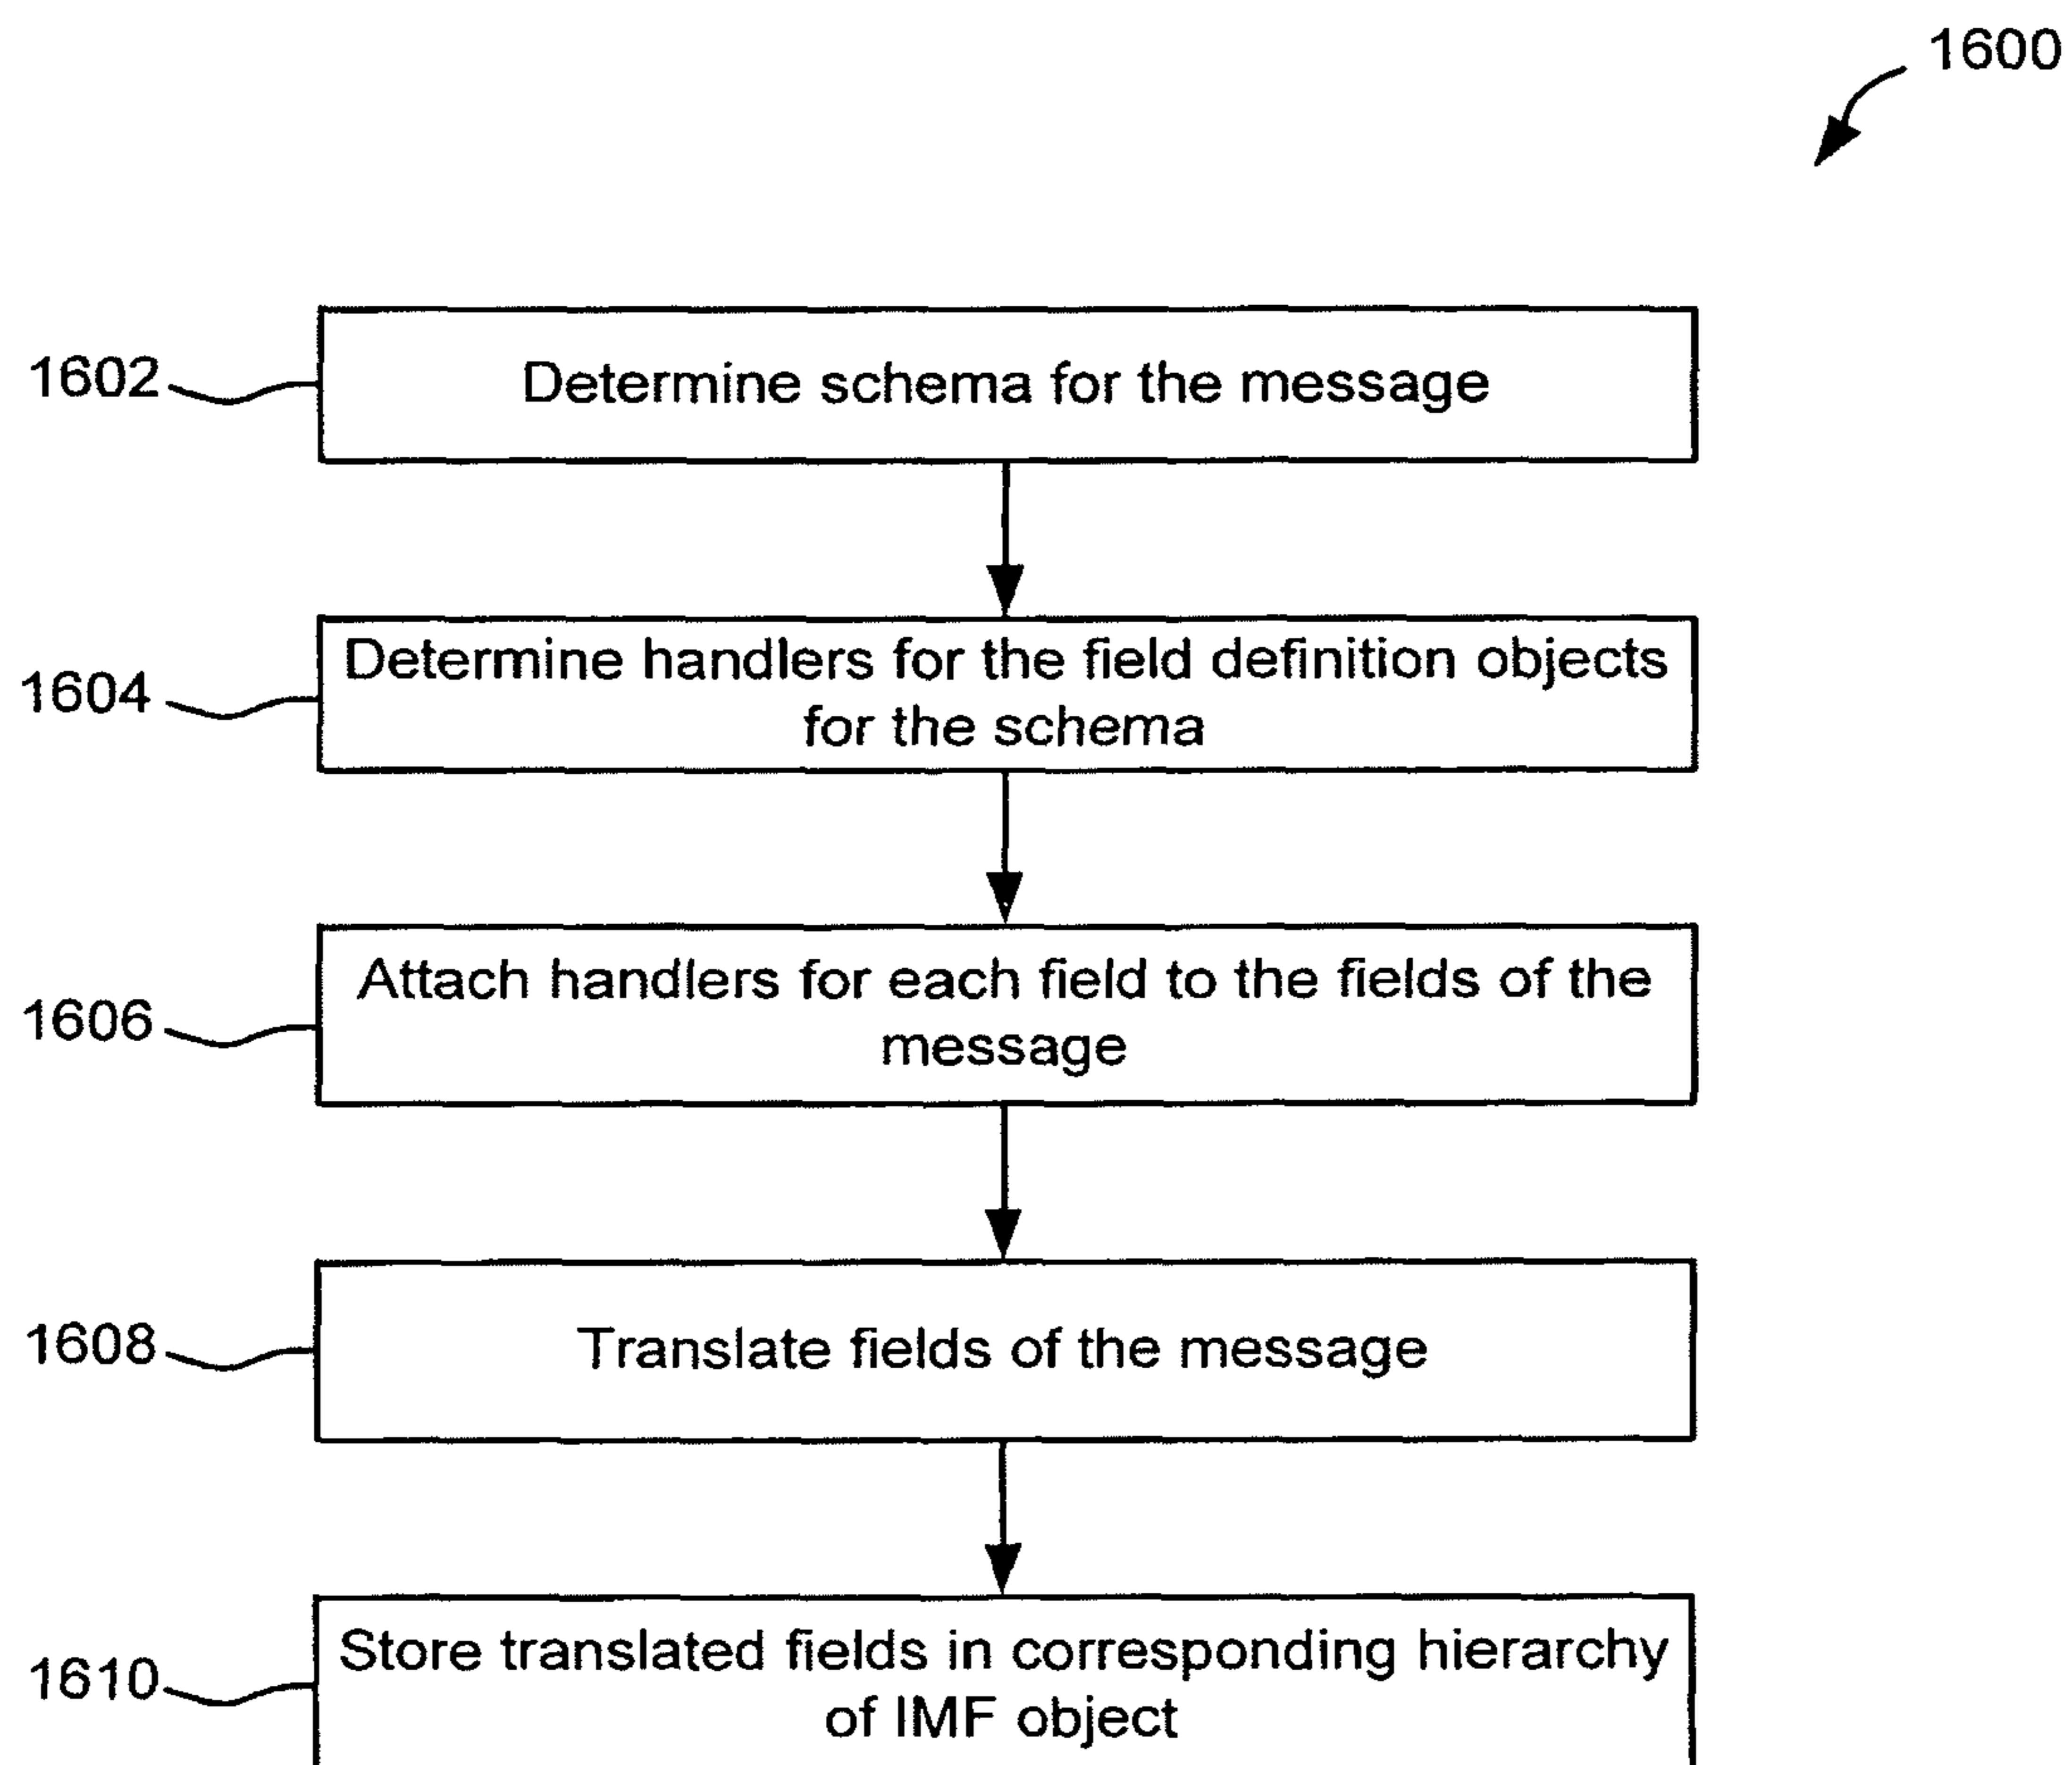 1600
1602
Determine schema for the message
1604
Determine handlers for the field definition objects
for the schema
1606
Attach handlers for each field to the fields of the
message
1608
Translate fields of the message
1610
Store translated fields in corresponding hierarchy
of IMF object